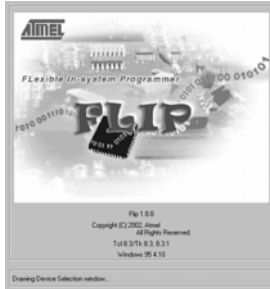 ATMEL
FLexible In-system Programmer
FLIP
Flip 1.8.8
Copyright (C) 2002, Atmel
All Rights Reserved.
Tcl 8.3/Tk 8.3, 8.3.1
Windows 95 4.10
Drawing Device Selection window...